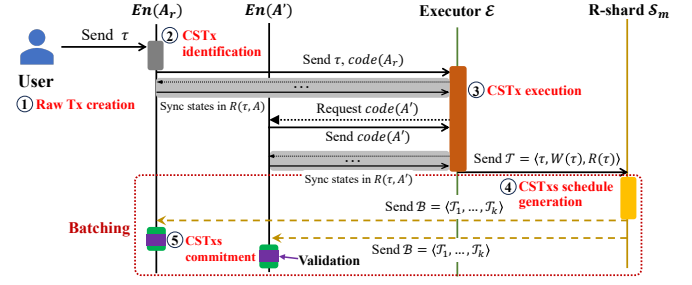 En(A_r)
En(A′)
Executor ℰ
R-shard 𝒮_m
Send τ
② CSTx
identification
User
① Raw Tx creation
Send τ, code(A_r)
...
Sync states in R(τ, A)
Request code(A′)
Send code(A′)
③ CSTx execution
...
Sync states in R(τ, A′)
Send 𝒯 = ⟨τ, W(τ), R(τ)⟩
④ CSTxs schedule
generation
Batching
Send ℬ = ⟨𝒯_1, ..., 𝒯_k⟩
⑤ CSTxs
commitment
Send ℬ = ⟨𝒯_1, ..., 𝒯_k⟩
Validation